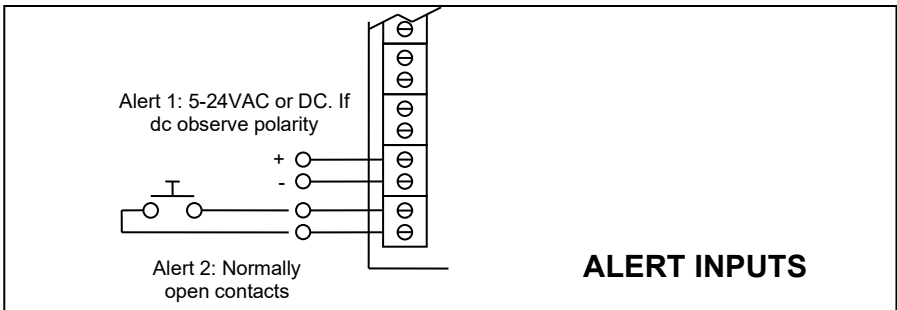 Alert 1: 5-24VAC or DC. If
dc observe polarity
+
-
Alert 2: Normally
open contacts
ALERT INPUTS